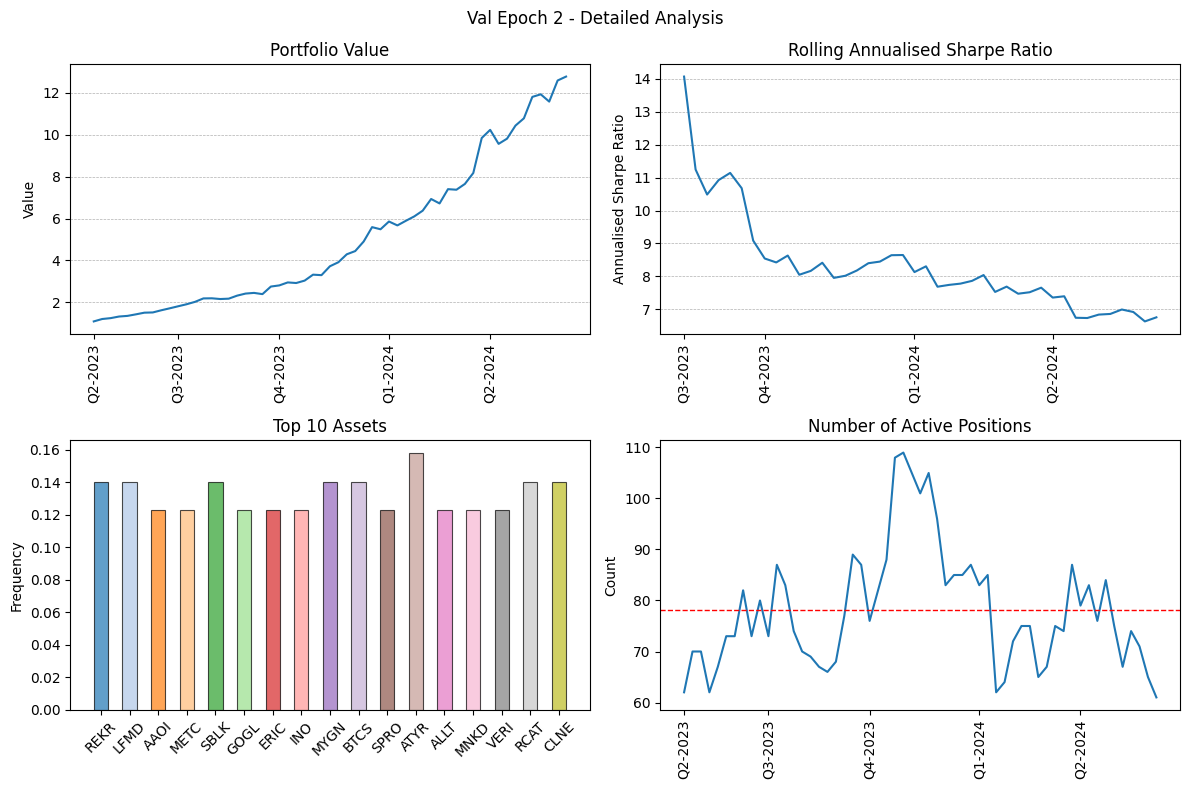 Val Epoch 2 - Detailed Analysis
Portfolio Value
Value
12
10
8
6
4
2
Q2-2023
Q3-2023
Q4-2023
Q1-2024
Q2-2024
Rolling Annualised Sharpe Ratio
Annualised Sharpe Ratio
14
13
12
11
10
9
8
7
Q3-2023
Q4-2023
Q1-2024
Q2-2024
Top 10 Assets
Frequency
0.16
0.14
0.12
0.10
0.08
0.06
0.04
0.02
0.00
REKR
LFMD
AAOI
METC
SBLK
GOGL
ERIC
INO
MYGN
BTCS
SPRO
ATYR
ALLT
MNKD
VERI
RCAT
CLNE
Number of Active Positions
Count
110
100
90
80
70
60
Q2-2023
Q3-2023
Q4-2023
Q1-2024
Q2-2024